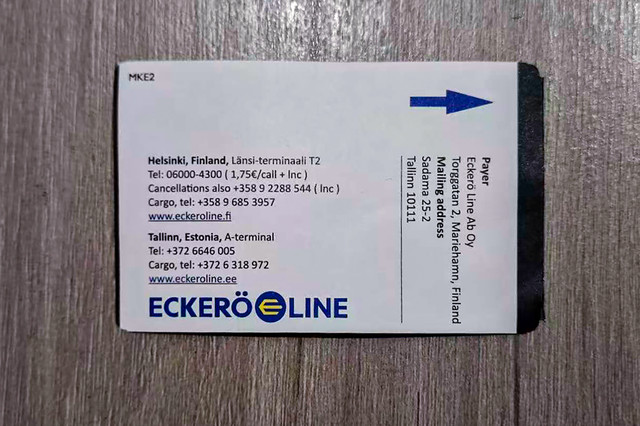 MKE2
Helsinki, Finland, Länsi-terminaali T2
Tel: 06000-4300 ( 1,75€/call + lnc )
Cancellations also +358 9 2288 544 ( lnc )
Cargo, tel: +358 9 685 3957
www.eckeroline.fi
Tallinn, Estonia, A-terminal
Tel: +372 6646 005
Cargo, tel: +372 6 318 972
www.eckeroline.ee
ECKERÖ LINE
Payer
Eckerö Line Ab Oy
Torggatan 2, Mariehamn, Finland
Mailing address
Sadama 25-2
Tallinn 10111